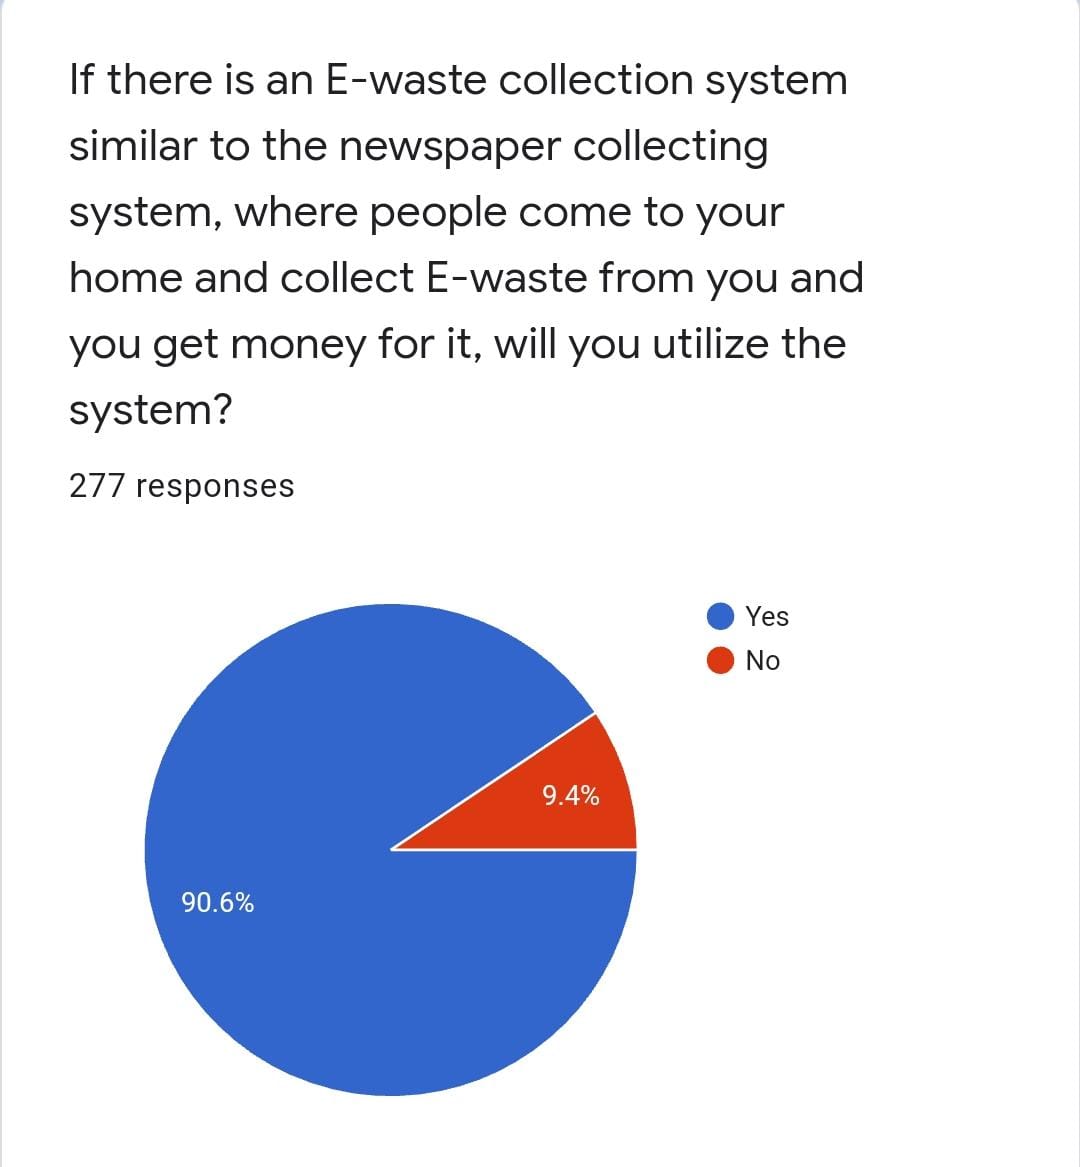 If there is an E-waste collection system
similar to the newspaper collecting
system, where people come to your
home and collect E-waste from you and
you get money for it, will you utilize the
system?
277 responses
Yes
No
9.4%
90.6%